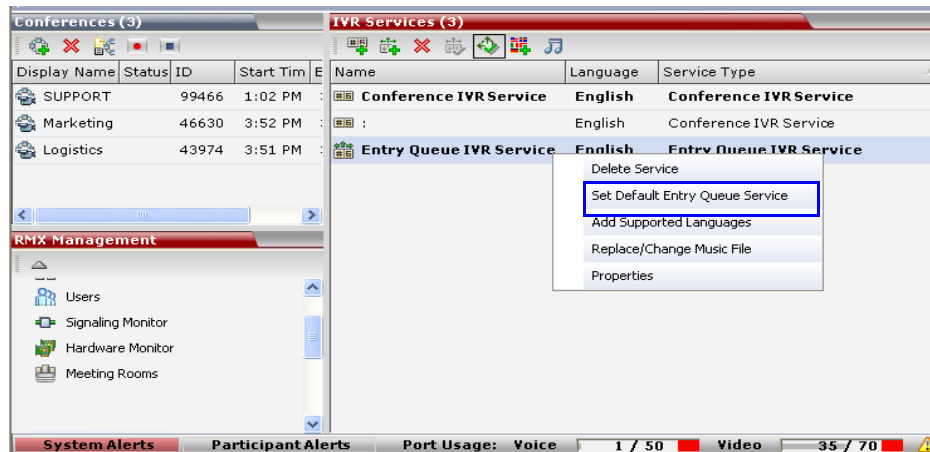 Conferences (3)
Display Name Status ID Start Tim E
SUPPORT 99466 1:02 PM :
Marketing 46630 3:52 PM :
Logistics 43974 3:51 PM :
RMX Management
Users
Signaling Monitor
Hardware Monitor
Meeting Rooms
IVR Services (3)
Name Language Service Type
Conference IVR Service English Conference IVR Service
: English Conference IVR Service
Entry Queue IVR Service English Entry Queue IVR Service
Delete Service
Set Default Entry Queue Service
Add Supported Languages
Replace/Change Music File
Properties
System Alerts Participant Alerts Port Usage: Voice 1 / 50 Video 35 / 70